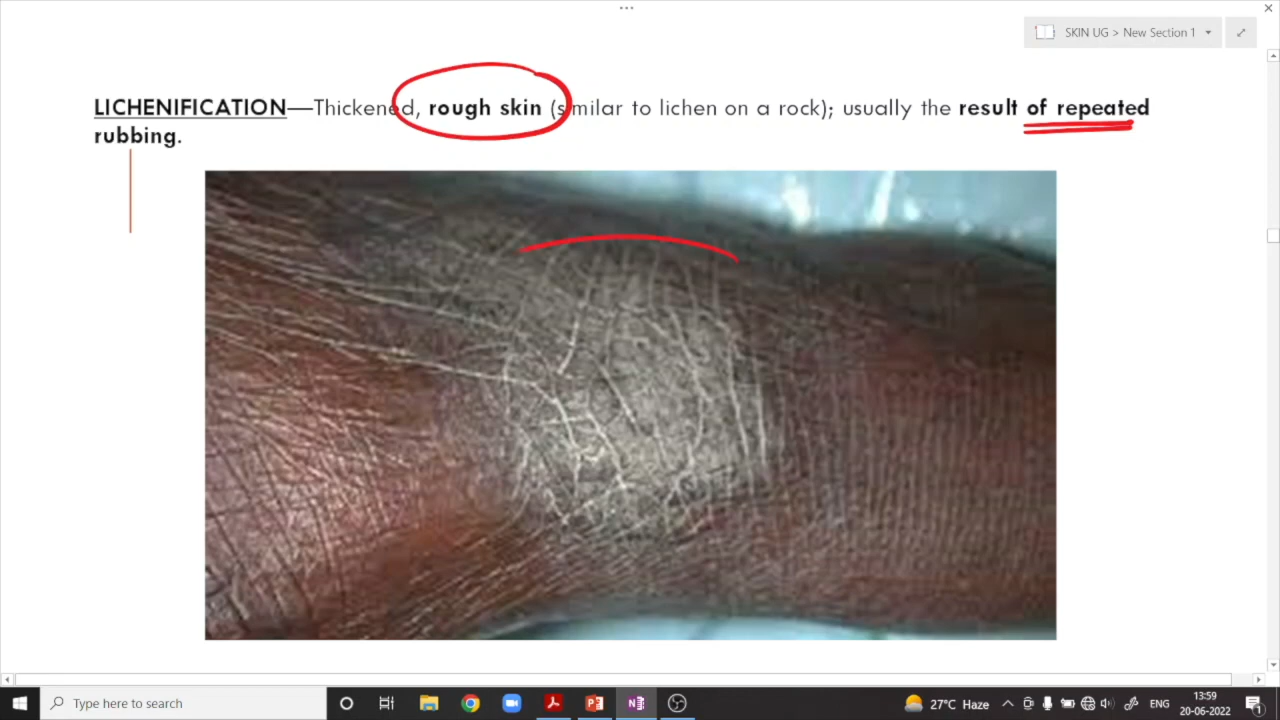 SKIN UG > New Section 1
LICHENIFICATION—Thickened, rough skin (similar to lichen on a rock); usually the result of repeated
rubbing.
Type here to search
27°C Haze
ENG
13:59
20-06-2022
1